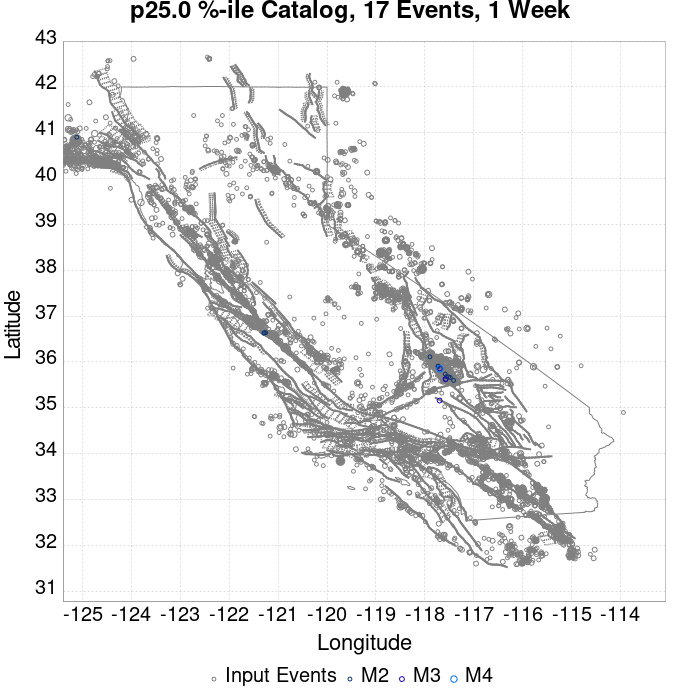 p25.0 %-ile Catalog, 17 Events, 1 Week
43
42
41
40
39
38
37
36
35
34
33
32
31
Latitude
-125 -124 -123 -122 -121 -120 -119 -118 -117 -116 -115 -114
Longitude
Input Events M2 M3 M4